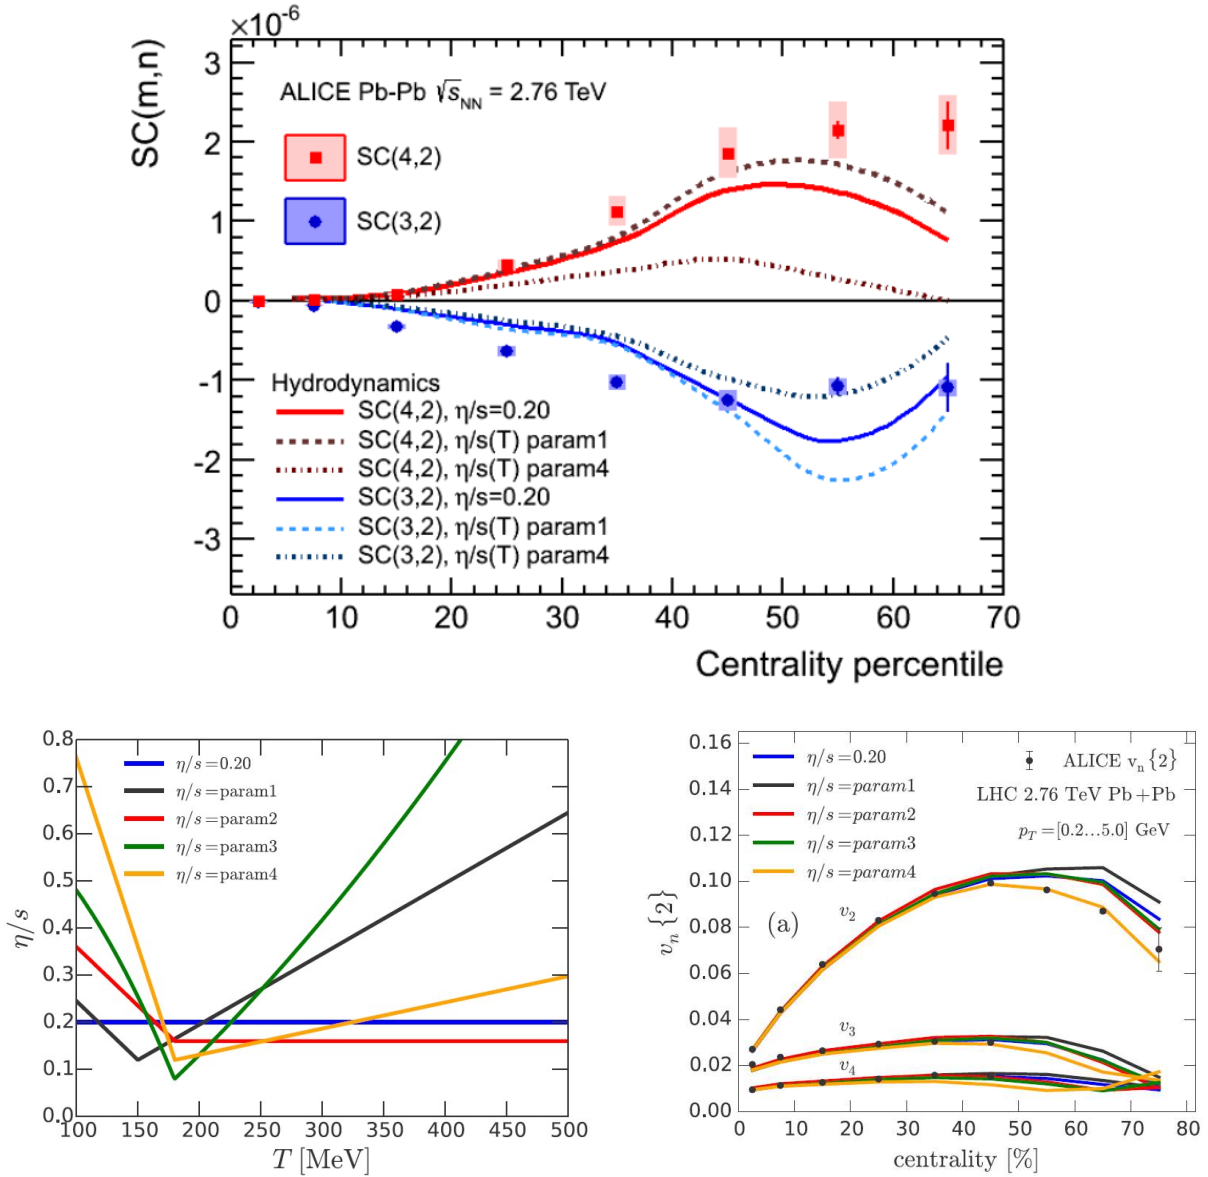 ×10⁻⁶
SC(m,n)
3
2
1
0
-1
-2
-3
ALICE Pb-Pb √s_NN = 2.76 TeV
SC(4,2)
SC(3,2)
Hydrodynamics
SC(4,2), η/s=0.20
SC(4,2), η/s(T) param1
SC(4,2), η/s(T) param4
SC(3,2), η/s=0.20
SC(3,2), η/s(T) param1
SC(3,2), η/s(T) param4
0 10 20 30 40 50 60 70
Centrality percentile
0.8
0.7
0.6
0.5
0.4
0.3
0.2
0.1
0.0
η/s
η/s=0.20
η/s=param1
η/s=param2
η/s=param3
η/s=param4
100 150 200 250 300 350 400 450 500
T [MeV]
0.16
0.14
0.12
0.10
0.08
0.06
0.04
0.02
0.00
v_n{2}
η/s=0.20
η/s=param1
η/s=param2
η/s=param3
η/s=param4
ALICE v_n{2}
LHC 2.76 TeV Pb+Pb
p_T=[0.2...5.0] GeV
(a)
v_2
v_3
v_4
0 10 20 30 40 50 60 70 80
centrality [%]